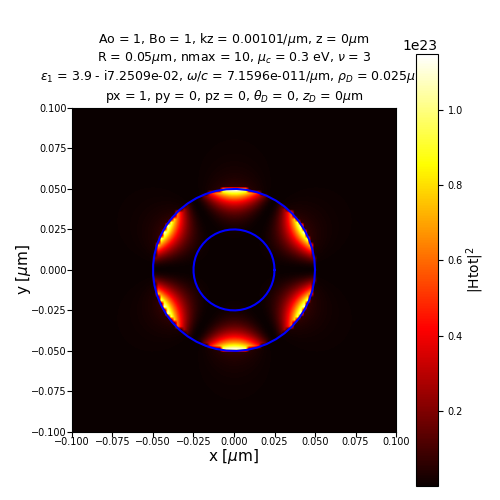 Ao = 1, Bo = 1, kz = 0.00101/μm, z = 0μm
R = 0.05μm, nmax = 10, μc = 0.3 eV, ν = 3
ε1 = 3.9 - i7.2509e-02, ω/c = 7.1596e-011/μm, ρD = 0.025μ
px = 1, py = 0, pz = 0, θD = 0, zD = 0μm
1e23
0.100
0.075
0.050
0.025
0.000
−0.025
−0.050
−0.075
−0.100
y [μm]
−0.100 −0.075 −0.050 −0.025 0.000 0.025 0.050 0.075 0.100
x [μm]
1.0
0.8
0.6
0.4
0.2
|Htot|²